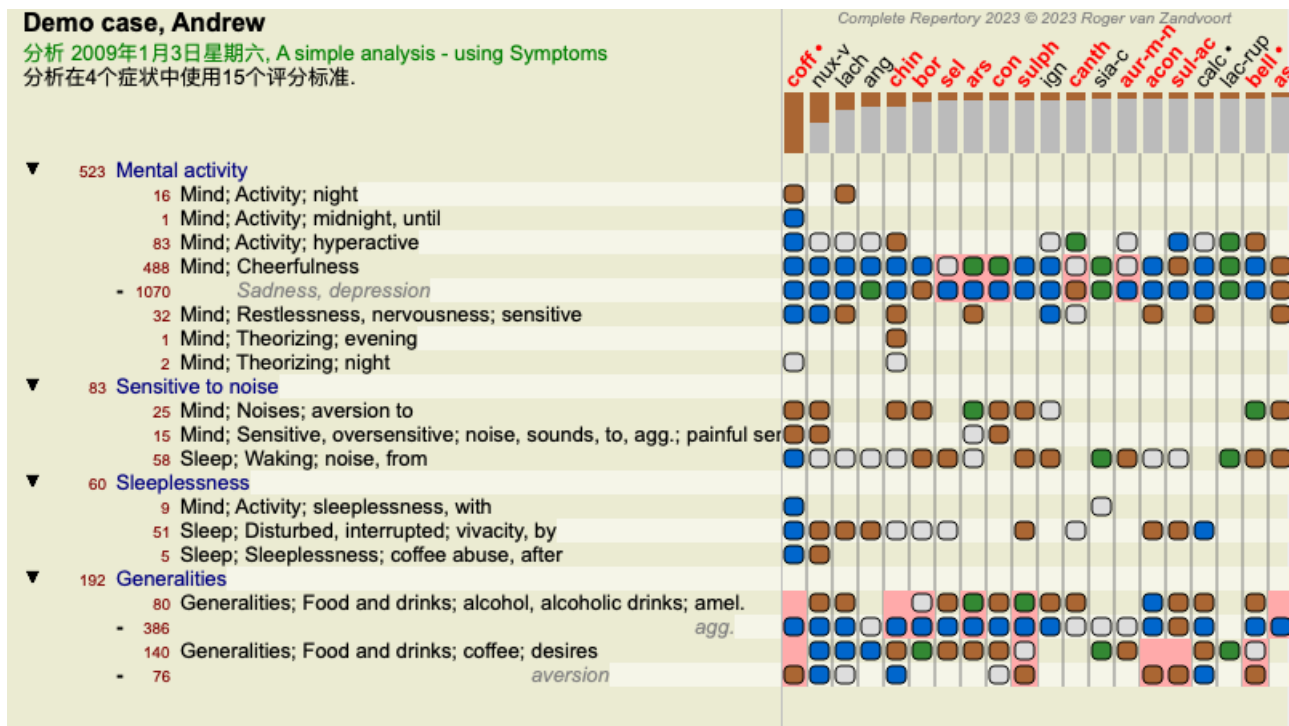 Demo case, Andrew
Complete Repertory 2023 © 2023 Roger van Zandvoort
分析 2009年1月3日星期六, A simple analysis - using Symptoms
分析在4个症状中使用15个评分标准.
coff • nux-v lach ang chin bor sel ars con sulph ign canth sia-c aur-m-n acon sul-ac calc • lac-rup bell • as
▼ 523 Mental activity
16 Mind; Activity; night
1 Mind; Activity; midnight, until
83 Mind; Activity; hyperactive
488 Mind; Cheerfulness
- 1070 Sadness, depression
32 Mind; Restlessness, nervousness; sensitive
1 Mind; Theorizing; evening
2 Mind; Theorizing; night
▼ 83 Sensitive to noise
25 Mind; Noises; aversion to
15 Mind; Sensitive, oversensitive; noise, sounds, to, agg.; painful ser
58 Sleep; Waking; noise, from
▼ 60 Sleeplessness
9 Mind; Activity; sleeplessness, with
51 Sleep; Disturbed, interrupted; vivacity, by
5 Sleep; Sleeplessness; coffee abuse, after
▼ 192 Generalities
80 Generalities; Food and drinks; alcohol, alcoholic drinks; amel.
- 386 agg.
140 Generalities; Food and drinks; coffee; desires
- 76 aversion